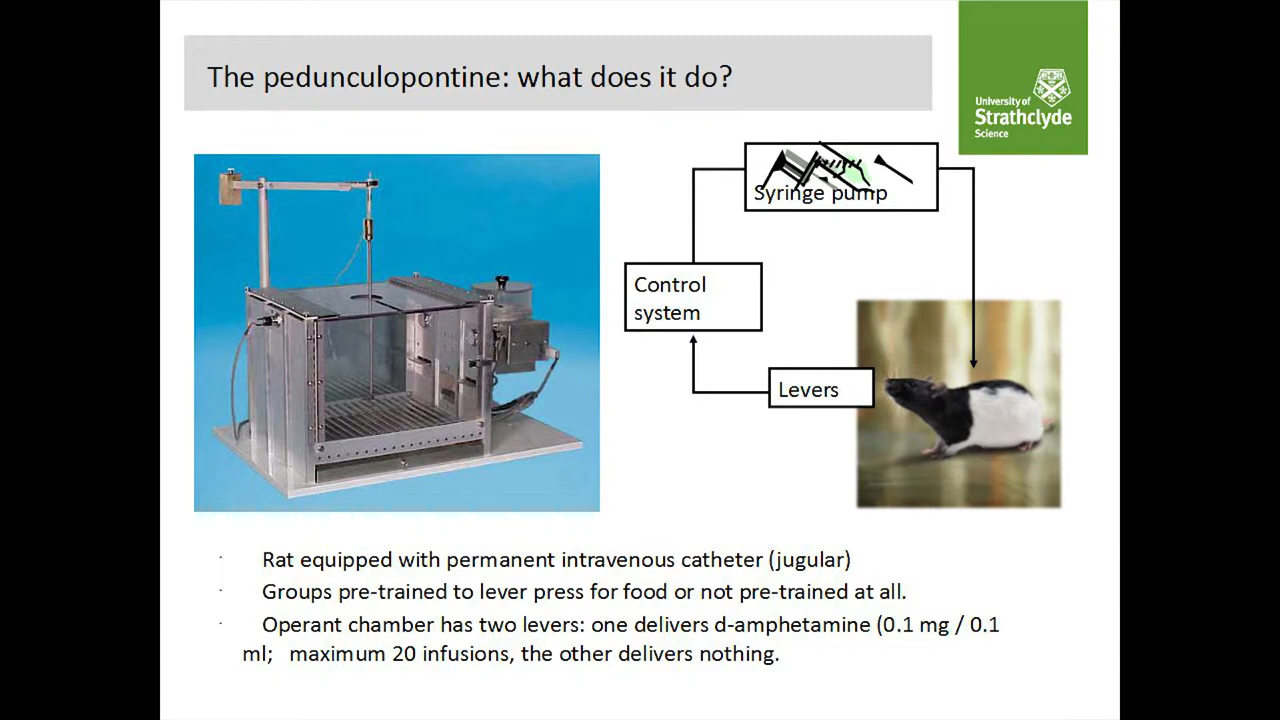 The pedunculopontine: what does it do?
University of
Strathclyde
Science
Syringe pump
Control
system
Levers
Rat equipped with permanent intravenous catheter (jugular)
Groups pre-trained to lever press for food or not pre-trained at all.
Operant chamber has two levers: one delivers d-amphetamine (0.1 mg / 0.1
ml; maximum 20 infusions, the other delivers nothing.